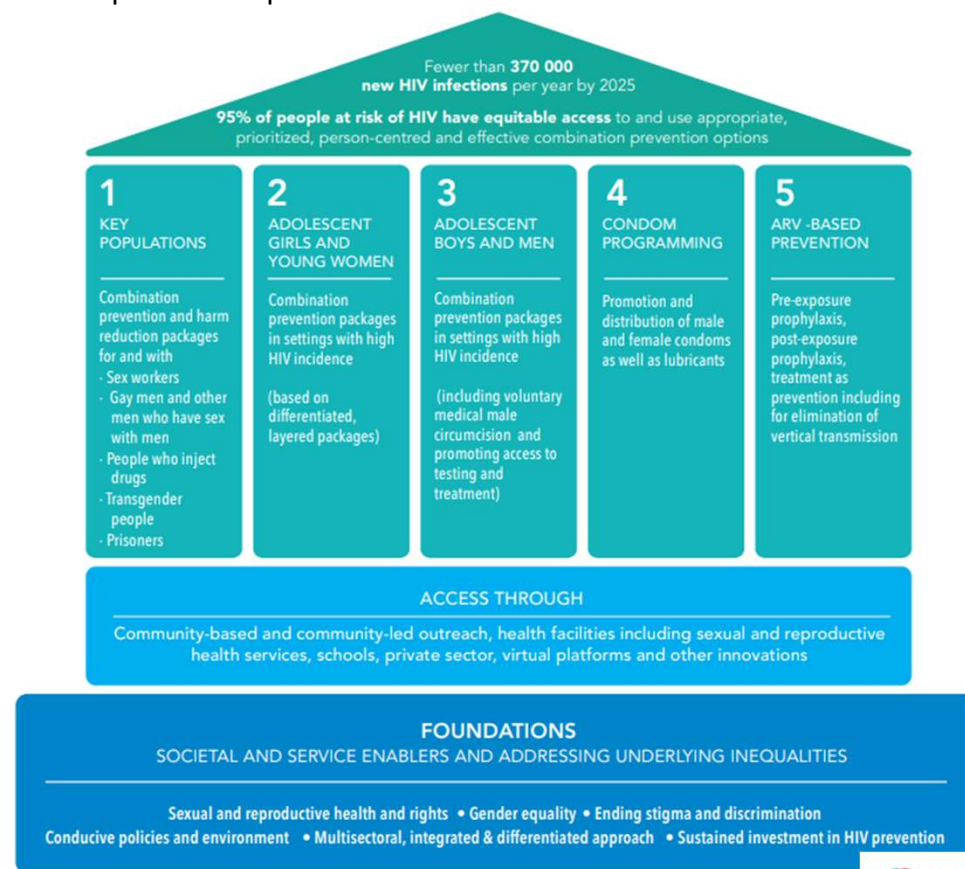 Fewer than 370 000
new HIV infections per year by 2025
95% of people at risk of HIV have equitable access to and use appropriate,
prioritized, person-centred and effective combination prevention options
1
KEY
POPULATIONS
Combination
prevention and harm
reduction packages
for and with
- Sex workers
- Gay men and other
men who have sex
with men
- People who inject
drugs
- Transgender
people
- Prisoners
2
ADOLESCENT
GIRLS AND
YOUNG WOMEN
Combination
prevention packages
in settings with high
HIV incidence
(based on
differentiated,
layered packages)
3
ADOLESCENT
BOYS AND MEN
Combination
prevention packages
in settings with high
HIV incidence
(including voluntary
medical male
circumcision and
promoting access to
testing and
treatment)
4
CONDOM
PROGRAMMING
Promotion and
distribution of male
and female condoms
as well as lubricants
5
ARV -BASED
PREVENTION
Pre-exposure
prophylaxis,
post-exposure
prophylaxis,
treatment as
prevention including
for elimination of
vertical transmission
ACCESS THROUGH
Community-based and community-led outreach, health facilities including sexual and reproductive
health services, schools, private sector, virtual platforms and other innovations
FOUNDATIONS
SOCIETAL AND SERVICE ENABLERS AND ADDRESSING UNDERLYING INEQUALITIES
Sexual and reproductive health and rights • Gender equality • Ending stigma and discrimination
Conducive policies and environment • Multisectoral, integrated & differentiated approach • Sustained investment in HIV prevention